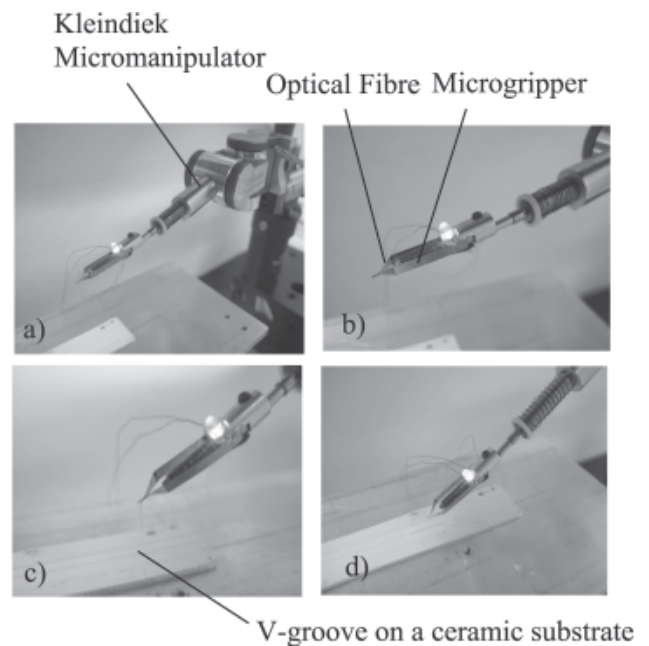 Kleindiek
Micromanipulator
Optical Fibre Microgripper
a)
b)
c)
d)
V-groove on a ceramic substrate